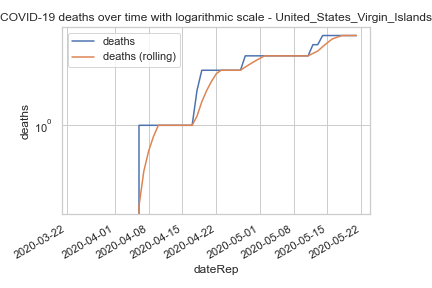 COVID-19 deaths over time with logarithmic scale - United_States_Virgin_Islands
deaths
deaths (rolling)
deaths
10^0
2020-03-22
2020-04-01
2020-04-08
2020-04-15
2020-04-22
2020-05-01
2020-05-08
2020-05-15
2020-05-22
dateRep